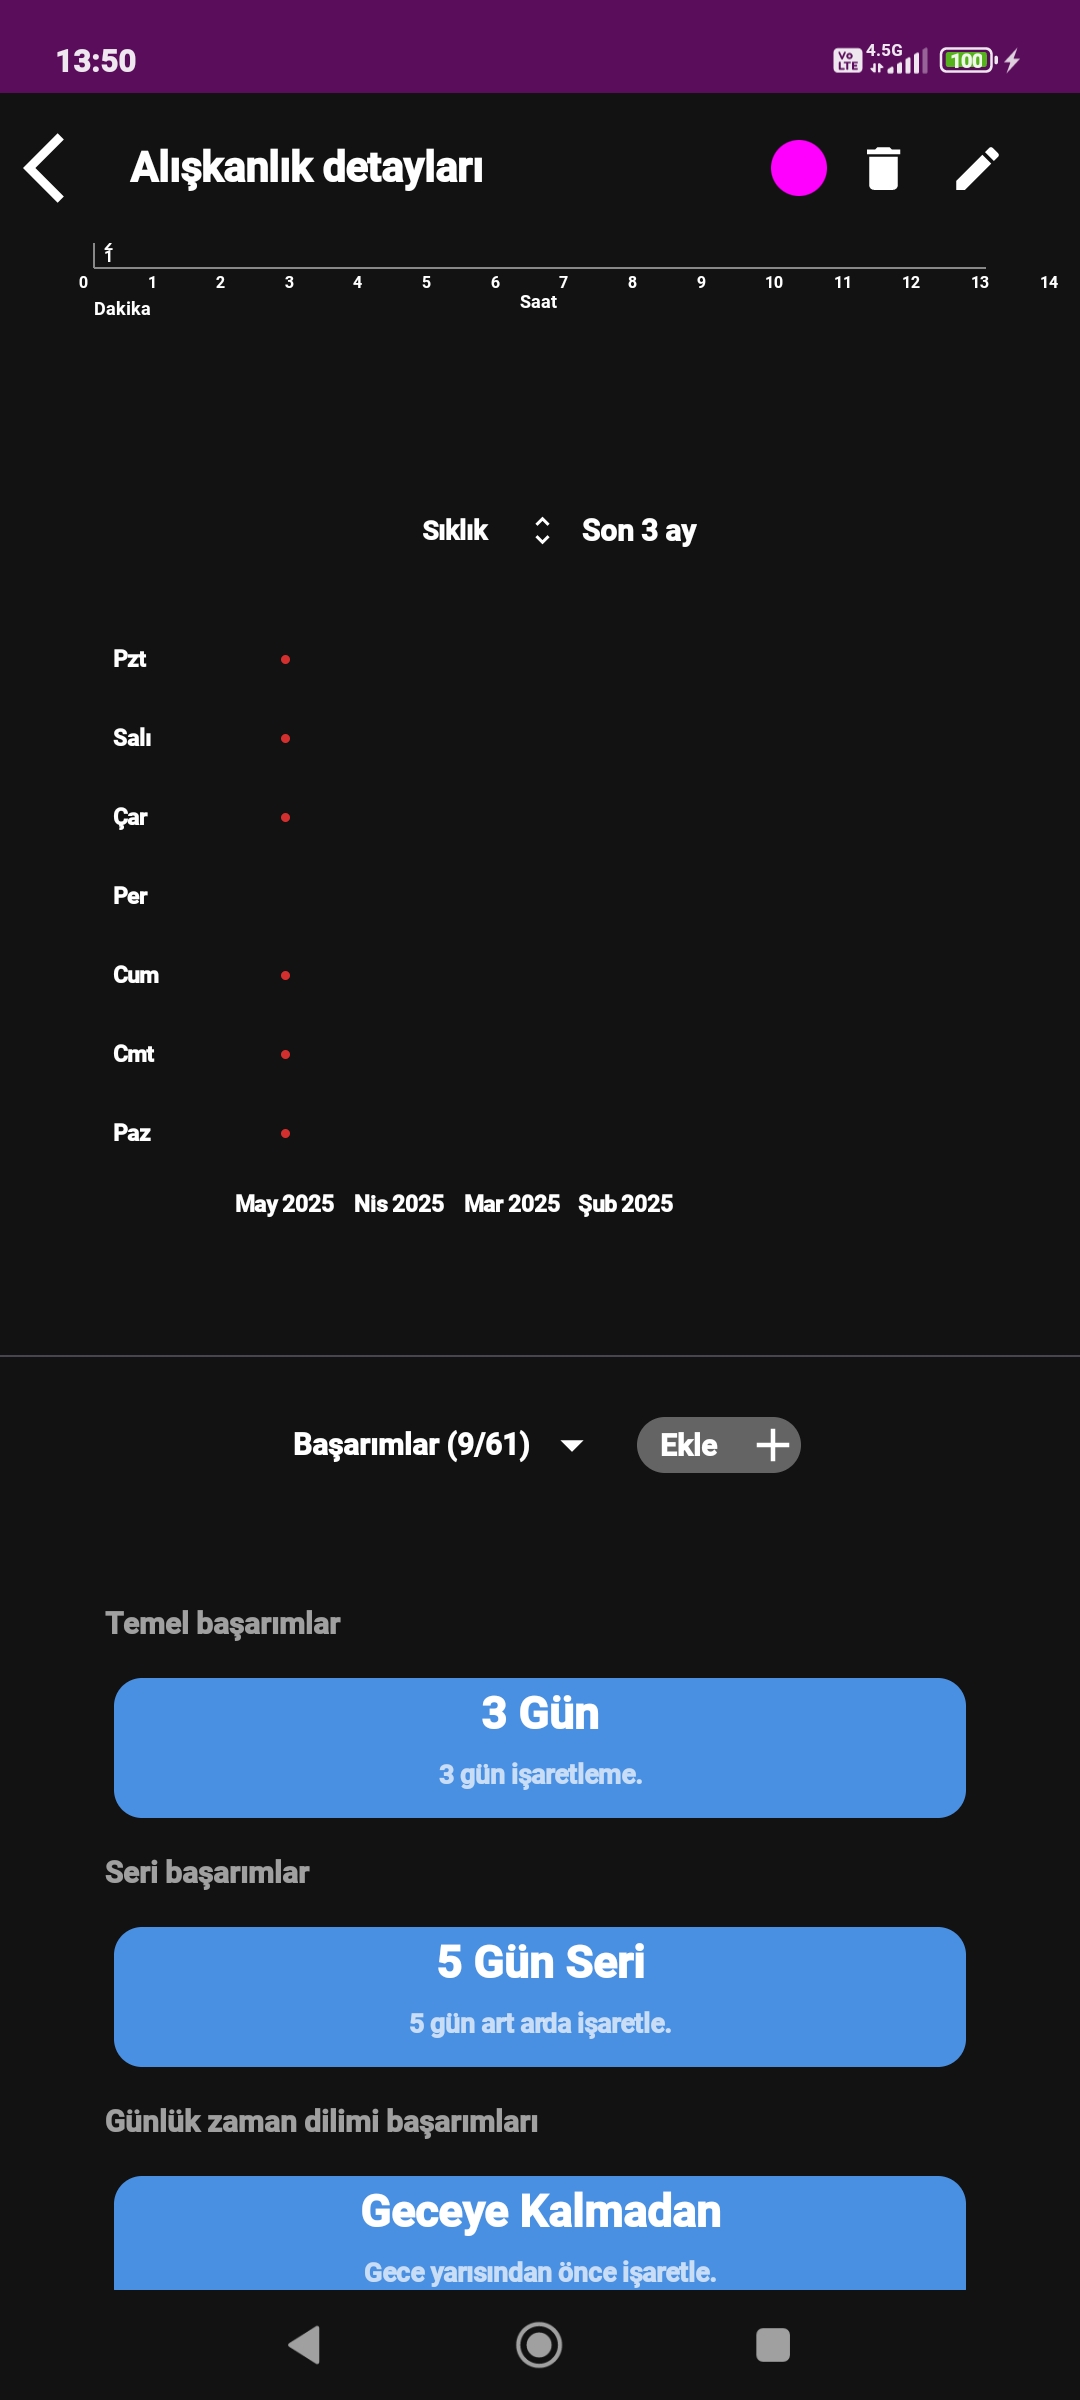 13:50
Vo LTE 4.5G 100
Alışkanlık detayları
1
0 1 2 3 4 5 6 7 8 9 10 11 12 13 14
Saat
Dakika
Sıklık Son 3 ay
Pzt
Salı
Çar
Per
Cum
Cmt
Paz
May 2025 Nis 2025 Mar 2025 Şub 2025
Başarımlar (9/61) Ekle
Temel başarımlar
3 Gün
3 gün işaretleme.
Seri başarımlar
5 Gün Seri
5 gün art arda işaretle.
Günlük zaman dilimi başarımları
Geceye Kalmadan
Gece yarısından önce işaretle.